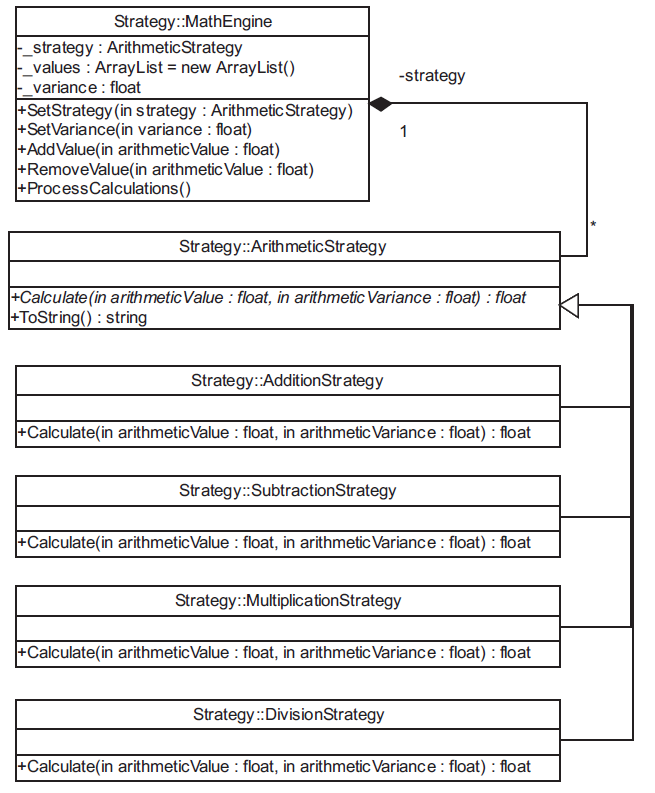 Strategy::MathEngine
-_strategy : ArithmeticStrategy
-_values : ArrayList = new ArrayList()
-_variance : float
+SetStrategy(in strategy : ArithmeticStrategy)
+SetVariance(in variance : float)
+AddValue(in arithmeticValue : float)
+RemoveValue(in arithmeticValue : float)
+ProcessCalculations()
-strategy
1
*
Strategy::ArithmeticStrategy
+Calculate(in arithmeticValue : float, in arithmeticVariance : float) : float
+ToString() : string
Strategy::AdditionStrategy
+Calculate(in arithmeticValue : float, in arithmeticVariance : float) : float
Strategy::SubtractionStrategy
+Calculate(in arithmeticValue : float, in arithmeticVariance : float) : float
Strategy::MultiplicationStrategy
+Calculate(in arithmeticValue : float, in arithmeticVariance : float) : float
Strategy::DivisionStrategy
+Calculate(in arithmeticValue : float, in arithmeticVariance : float) : float